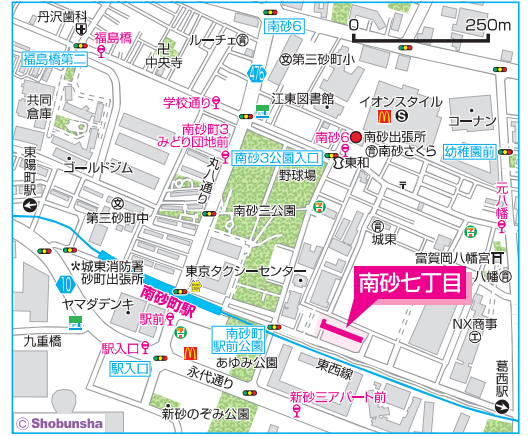 丹沢歯科
福島橋
福島橋第二
卍
中央寺
ルーチェ
南砂6
文
第三砂町小
0 250m
476
学校通り
江東図書館
イオンスタイル
S
コーナン
共同
倉庫
南砂町3
みどり団地前
南砂6
南砂出張所
南砂さくら
南砂3公園入口
東和
幼稚園前
東陽町駅
ゴールドジム
丸八通り
野球場
元八幡
文
第三砂町中
南砂三公園
城東
富賀岡八幡宮
八幡
城東消防署
砂町出張所
東京タクシーセンター
南砂七丁目
10
南砂町駅
ヤマダデンキ
駅前
南砂町
駅前公園
NX商事
九重橋
駅入口
駅入口
あゆみ公園
東西線
葛西駅
永代通り
新砂三アパート前
新砂のぞみ公園
© Shobunsha